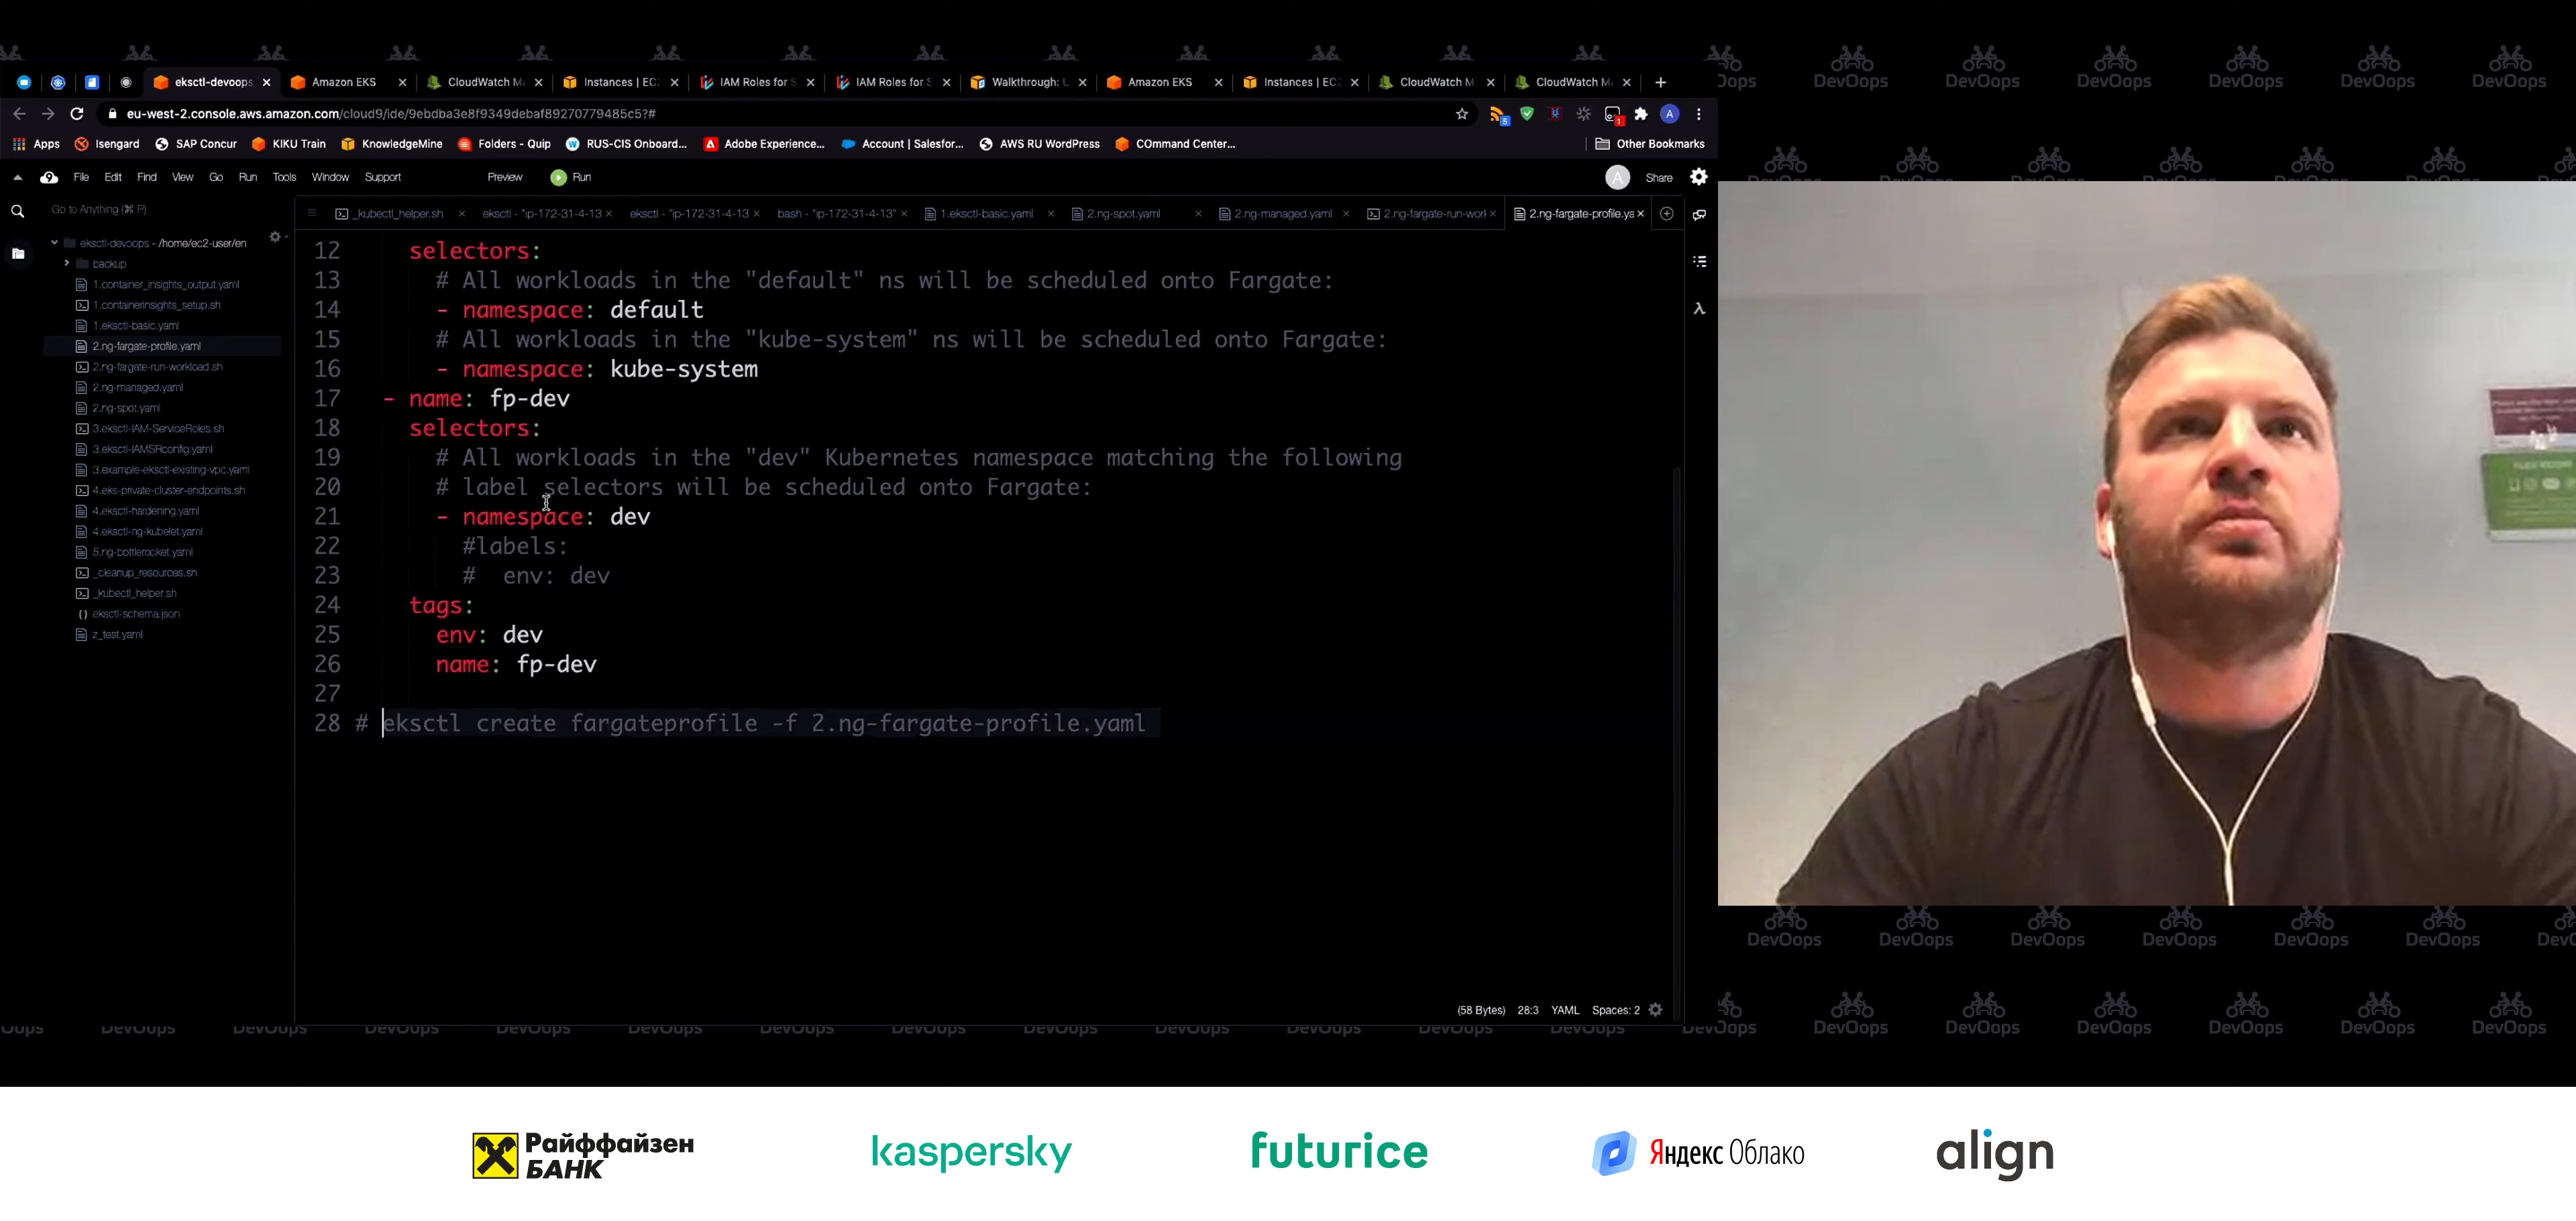 eksctl-devoops
Amazon EKS
CloudWatch M
Instances | EC2
IAM Roles for S
IAM Roles for S
Walkthrough: U
Amazon EKS
Instances | EC2
CloudWatch M
CloudWatch M
eu-west-2.console.aws.amazon.com/cloud9/ide/9ebdba3e8f9349debaf89270779485c5?#
Apps
Isengard
SAP Concur
KIKU Train
KnowledgeMine
Folders - Quip
RUS-CIS Onboard...
Adobe Experience...
Account | Salesfor...
AWS RU WordPress
COmmand Center...
Other Bookmarks
File Edit Find View Go Run Tools Window Support Preview Run
A Share
Go to Anything (⌘ P)
_kubectl_helper.sh
eksctl - "ip-172-31-4-13
eksctl - "ip-172-31-4-13
bash - "ip-172-31-4-13"
1.eksctl-basic.yaml
2.ng-spot.yaml
2.ng-managed.yaml
2.ng-fargate-run-work
2.ng-fargate-profile.ya
eksctl-devoops - /home/ec2-user/en
backup
1.container_insights_output.yaml
1.containerinsights_setup.sh
1.eksctl-basic.yaml
2.ng-fargate-profile.yaml
2.ng-fargate-run-workload.sh
2.ng-managed.yaml
2.ng-spot.yaml
3.eksctl-IAM-ServiceRoles.sh
3.eksctl-IAMSRconfig.yaml
3.example-eksctl-existing-vpc.yaml
4.eks-private-cluster-endpoints.sh
4.eksctl-hardening.yaml
4.eksctl-ng-kubelet.yaml
5.ng-bottlerocket.yaml
_cleanup_resources.sh
_kubectl_helper.sh
eksctl-schema.json
z_test.yaml
12 selectors:
13 # All workloads in the "default" ns will be scheduled onto Fargate:
14 - namespace: default
15 # All workloads in the "kube-system" ns will be scheduled onto Fargate:
16 - namespace: kube-system
17 - name: fp-dev
18 selectors:
19 # All workloads in the "dev" Kubernetes namespace matching the following
20 # label selectors will be scheduled onto Fargate:
21 - namespace: dev
22 #labels:
23 #  env: dev
24 tags:
25 env: dev
26 name: fp-dev
27
28 # eksctl create fargateprofile -f 2.ng-fargate-profile.yaml
(58 Bytes) 28:3 YAML Spaces: 2
DevOops
Райффайзен
БАНК
kaspersky
futurice
Яндекс Облако
align